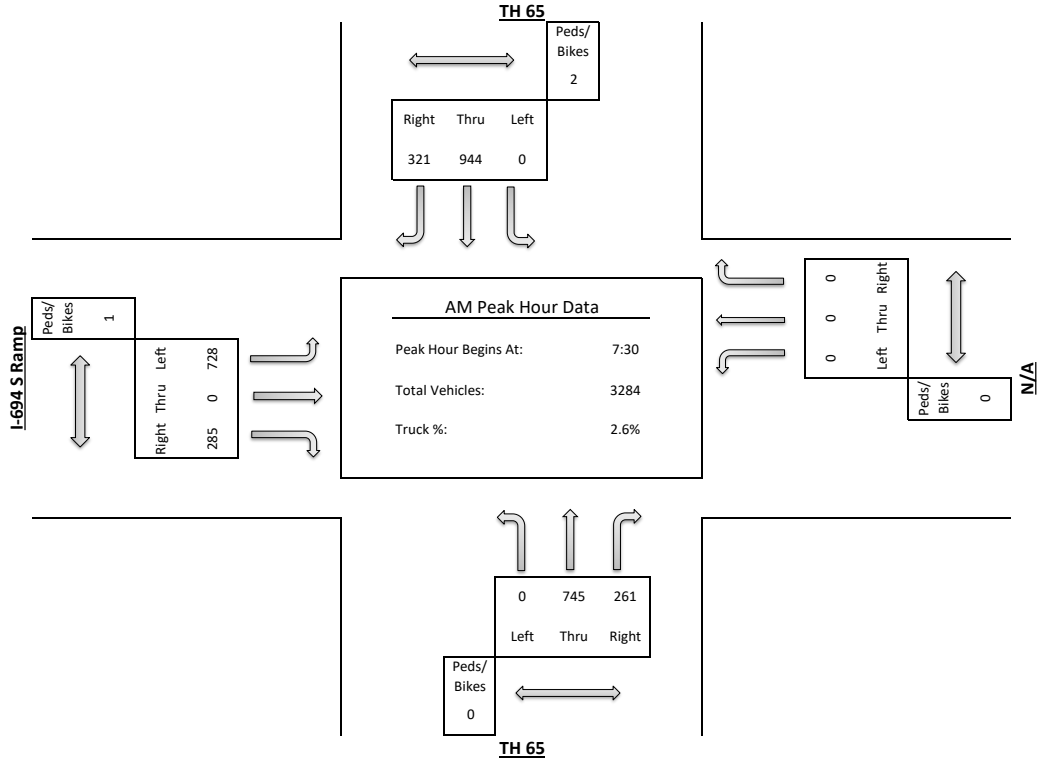 TH 65
Peds/
Bikes
2
Right Thru Left
321 944 0
I-694 S Ramp
Peds/
Bikes
1
Right Thru Left
285 0 728
AM Peak Hour Data
Peak Hour Begins At: 7:30
Total Vehicles: 3284
Truck %: 2.6%
0 0 0
Left Thru Right
Peds/
Bikes
0
N/A
0 745 261
Left Thru Right
Peds/
Bikes
0
TH 65